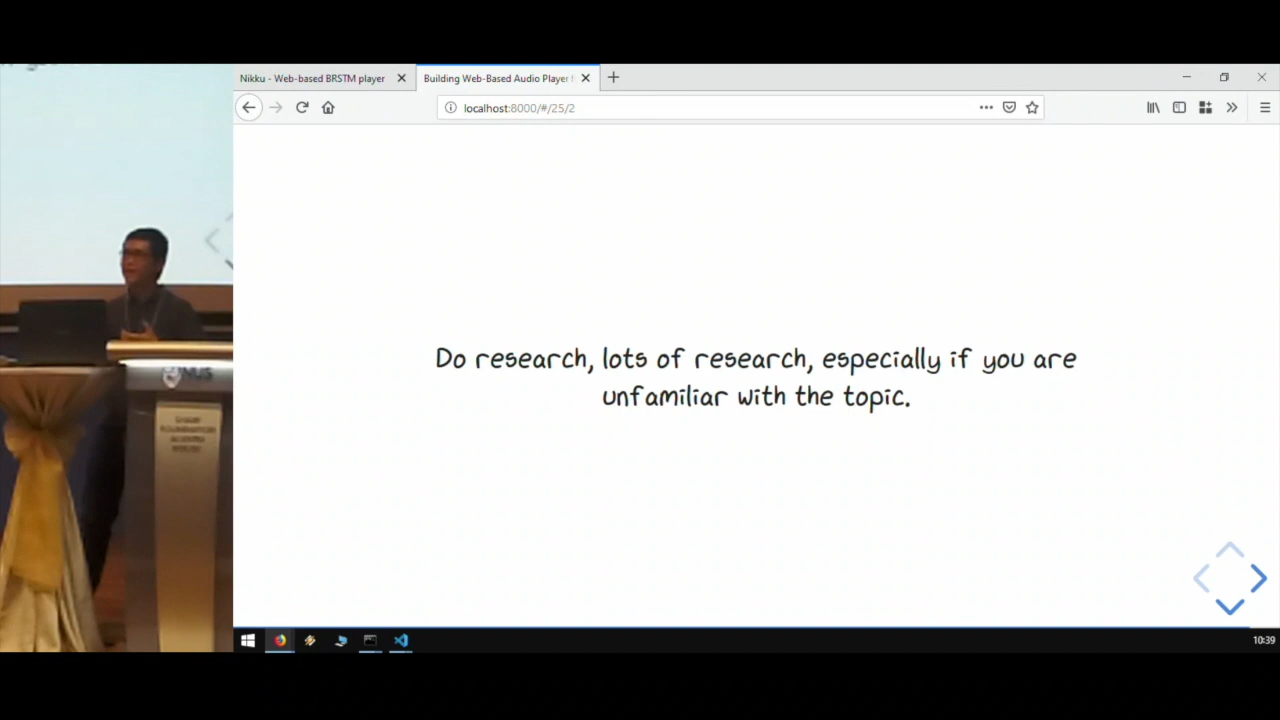 Nikku - Web-based BRSTM player
Building Web-Based Audio Player
localhost:8000/#/25/2
Do research, lots of research, especially if you are
unfamiliar with the topic.
NUS
10:39